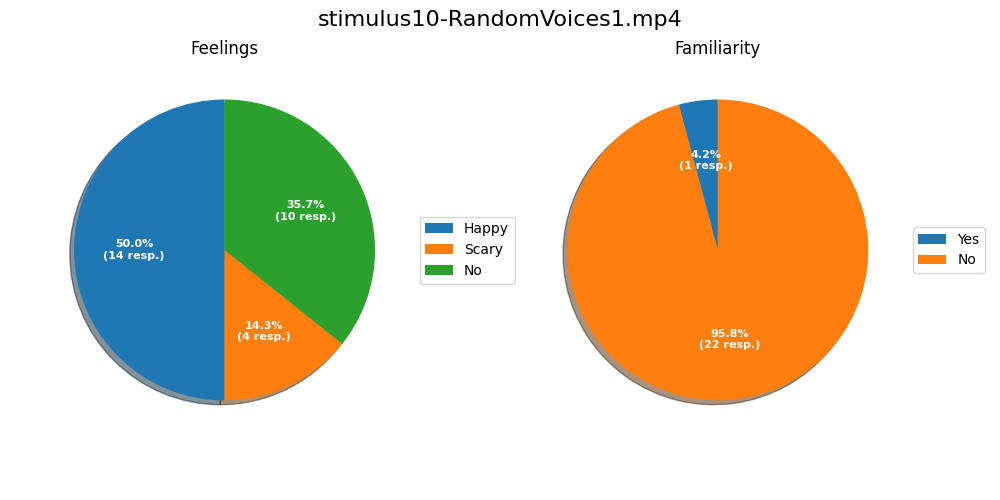 stimulus10-RandomVoices1.mp4
Feelings
50.0%
(14 resp.)
14.3%
(4 resp.)
35.7%
(10 resp.)
Happy
Scary
No
Familiarity
4.2%
(1 resp.)
95.8%
(22 resp.)
Yes
No